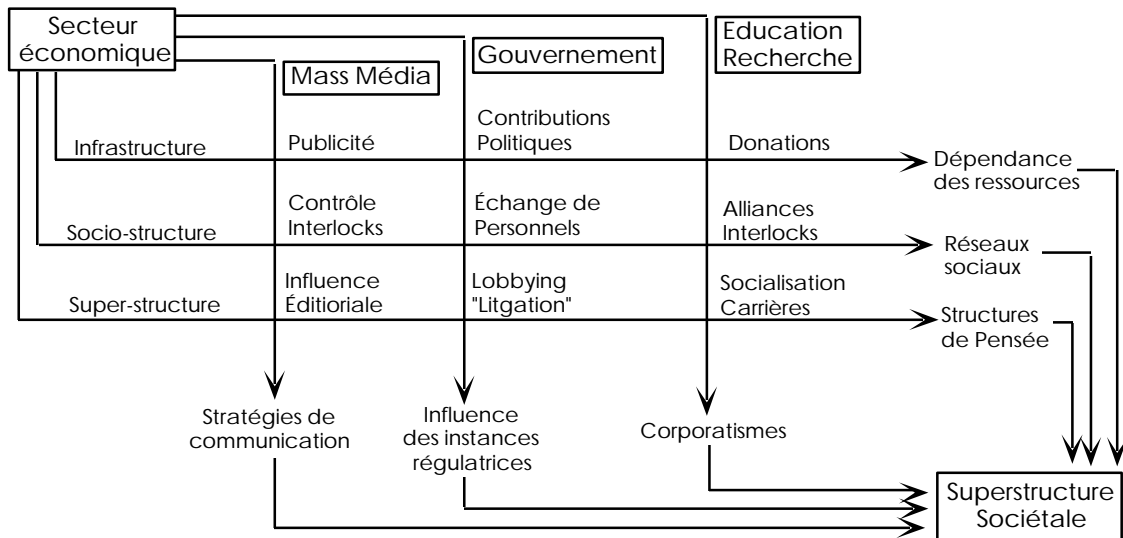 Secteur
économique
Mass Média
Gouvernement
Education
Recherche
Infrastructure
Publicité
Contributions
Politiques
Donations
Dépendance
des ressources
Socio-structure
Contrôle
Interlocks
Échange de
Personnels
Alliances
Interlocks
Réseaux
sociaux
Super-structure
Influence
Éditioriale
Lobbying
"Litgation"
Socialisation
Carrières
Structures
de Pensée
Stratégies de
communication
Influence
des instances
régulatrices
Corporatismes
Superstructure
Sociétale